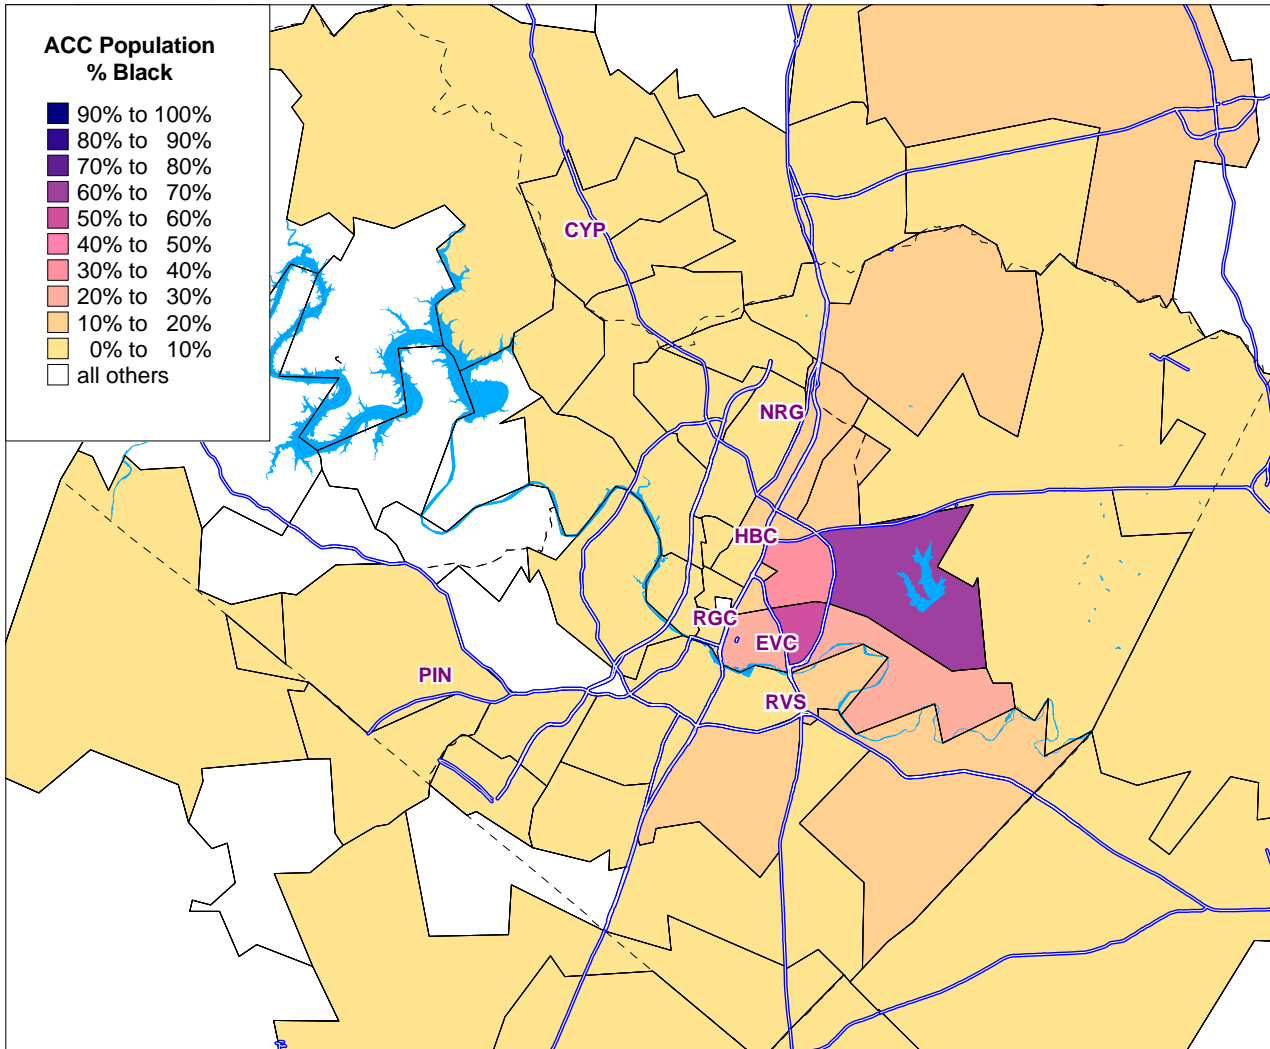 ACC Population
% Black
90% to 100%
80% to 90%
70% to 80%
60% to 70%
50% to 60%
40% to 50%
30% to 40%
20% to 30%
10% to 20%
0% to 10%
all others
CYP
NRG
HBC
RGC
EVC
PIN
RVS